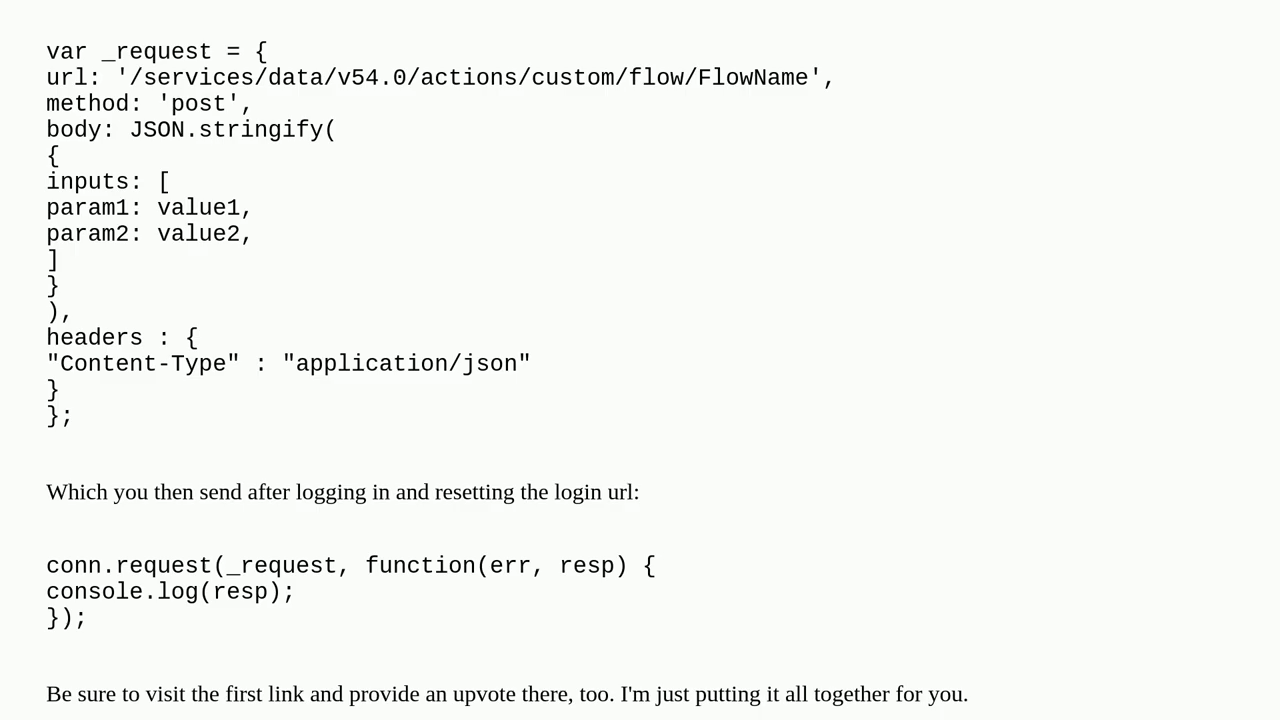 var _request = {
url: '/services/data/v54.0/actions/custom/flow/FlowName',
method: 'post',
body: JSON.stringify(
{
inputs: [
param1: value1,
param2: value2,
]
}
),
headers : {
"Content-Type" : "application/json"
}
};
Which you then send after logging in and resetting the login url:
conn.request(_request, function(err, resp) {
console.log(resp);
});
Be sure to visit the first link and provide an upvote there, too. I'm just putting it all together for you.